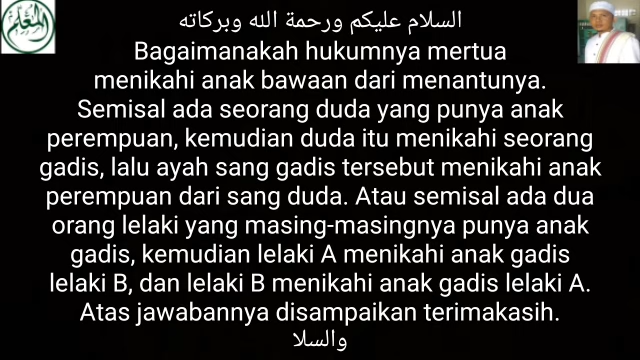 السلام عليكم ورحمة الله وبركاته
Bagaimanakah hukumnya mertua
menikahi anak bawaan dari menantunya.
Semisal ada seorang duda yang punya anak
perempuan, kemudian duda itu menikahi seorang
gadis, lalu ayah sang gadis tersebut menikahi anak
perempuan dari sang duda. Atau semisal ada dua
orang lelaki yang masing-masingnya punya anak
gadis, kemudian lelaki A menikahi anak gadis
lelaki B, dan lelaki B menikahi anak gadis lelaki A.
Atas jawabannya disampaikan terimakasih.
والسلا